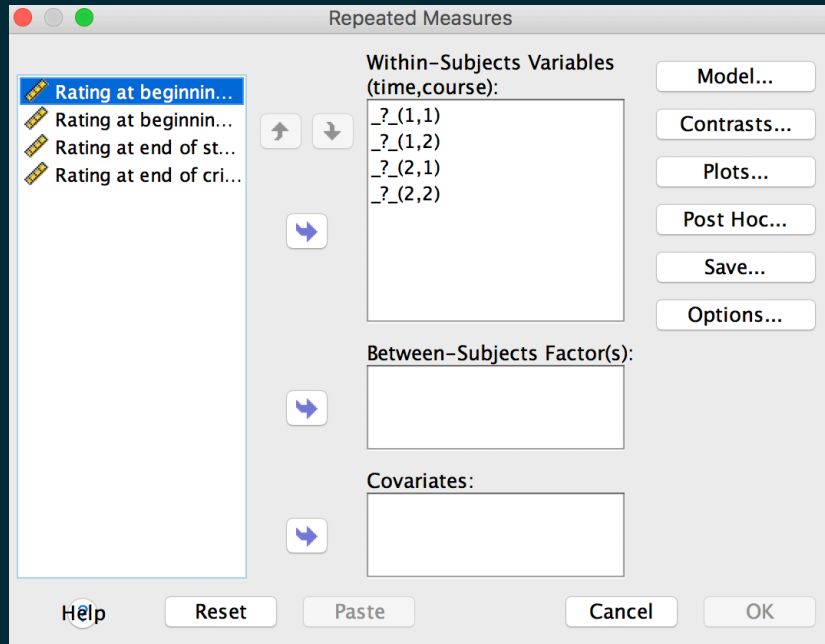 Repeated Measures
Rating at beginnin...
Rating at beginnin...
Rating at end of st...
Rating at end of cri...
Within-Subjects Variables
(time,course):
_?_(1,1)
_?_(1,2)
_?_(2,1)
_?_(2,2)
Between-Subjects Factor(s):
Covariates:
Model...
Contrasts...
Plots...
Post Hoc...
Save...
Options...
Help
Reset
Paste
Cancel
OK